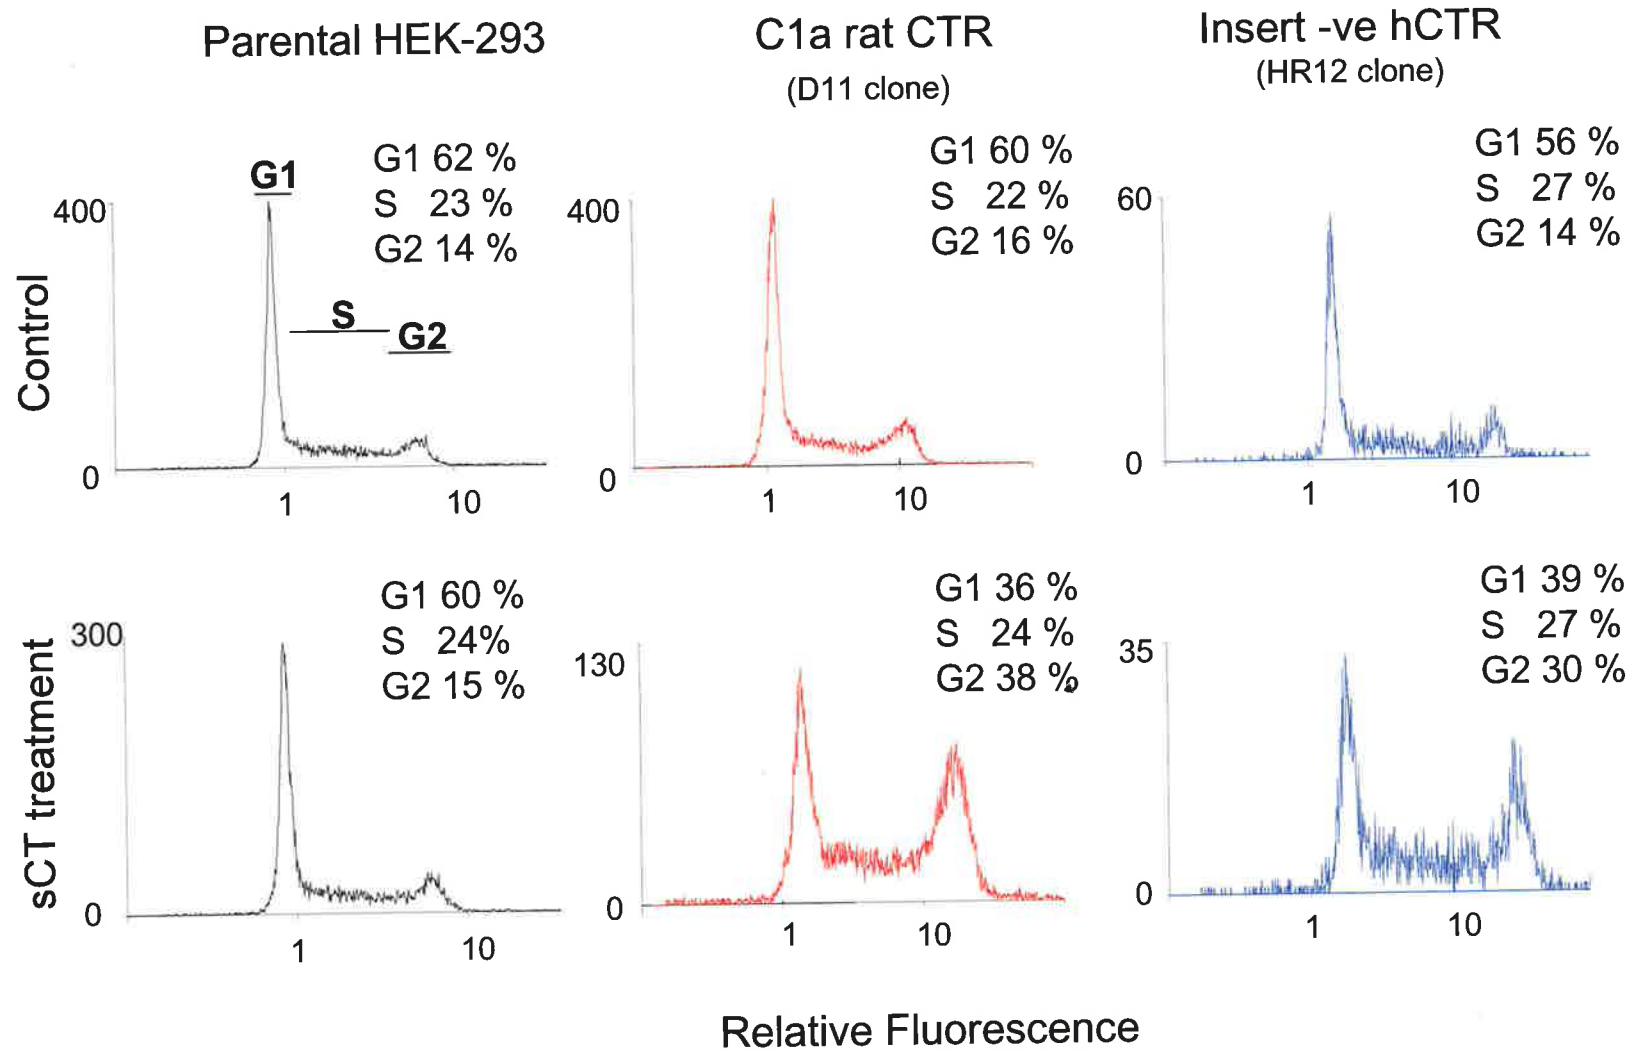 Parental HEK-293
C1a rat CTR
(D11 clone)
Insert -ve hCTR
(HR12 clone)
Control
400
0
G1
S
G2
G1 62 %
S 23 %
G2 14 %
1
10
400
0
G1 60 %
S 22 %
G2 16 %
1
10
60
0
G1 56 %
S 27 %
G2 14 %
1
10
sCT treatment
300
0
G1 60 %
S 24%
G2 15 %
1
10
130
0
G1 36 %
S 24 %
G2 38 %
1
10
35
0
G1 39 %
S 27 %
G2 30 %
1
10
Relative Fluorescence